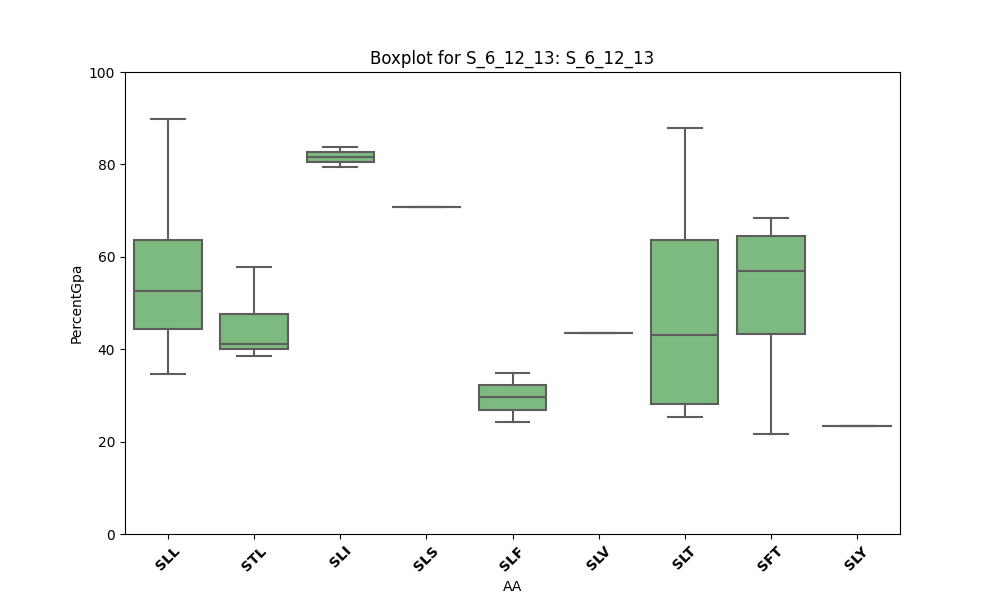 Boxplot for S_6_12_13: S_6_12_13
100
80
60
40
20
0
PercentGpa
SLL STL SLI SLS SLF SLV SLT SFT SLY
AA